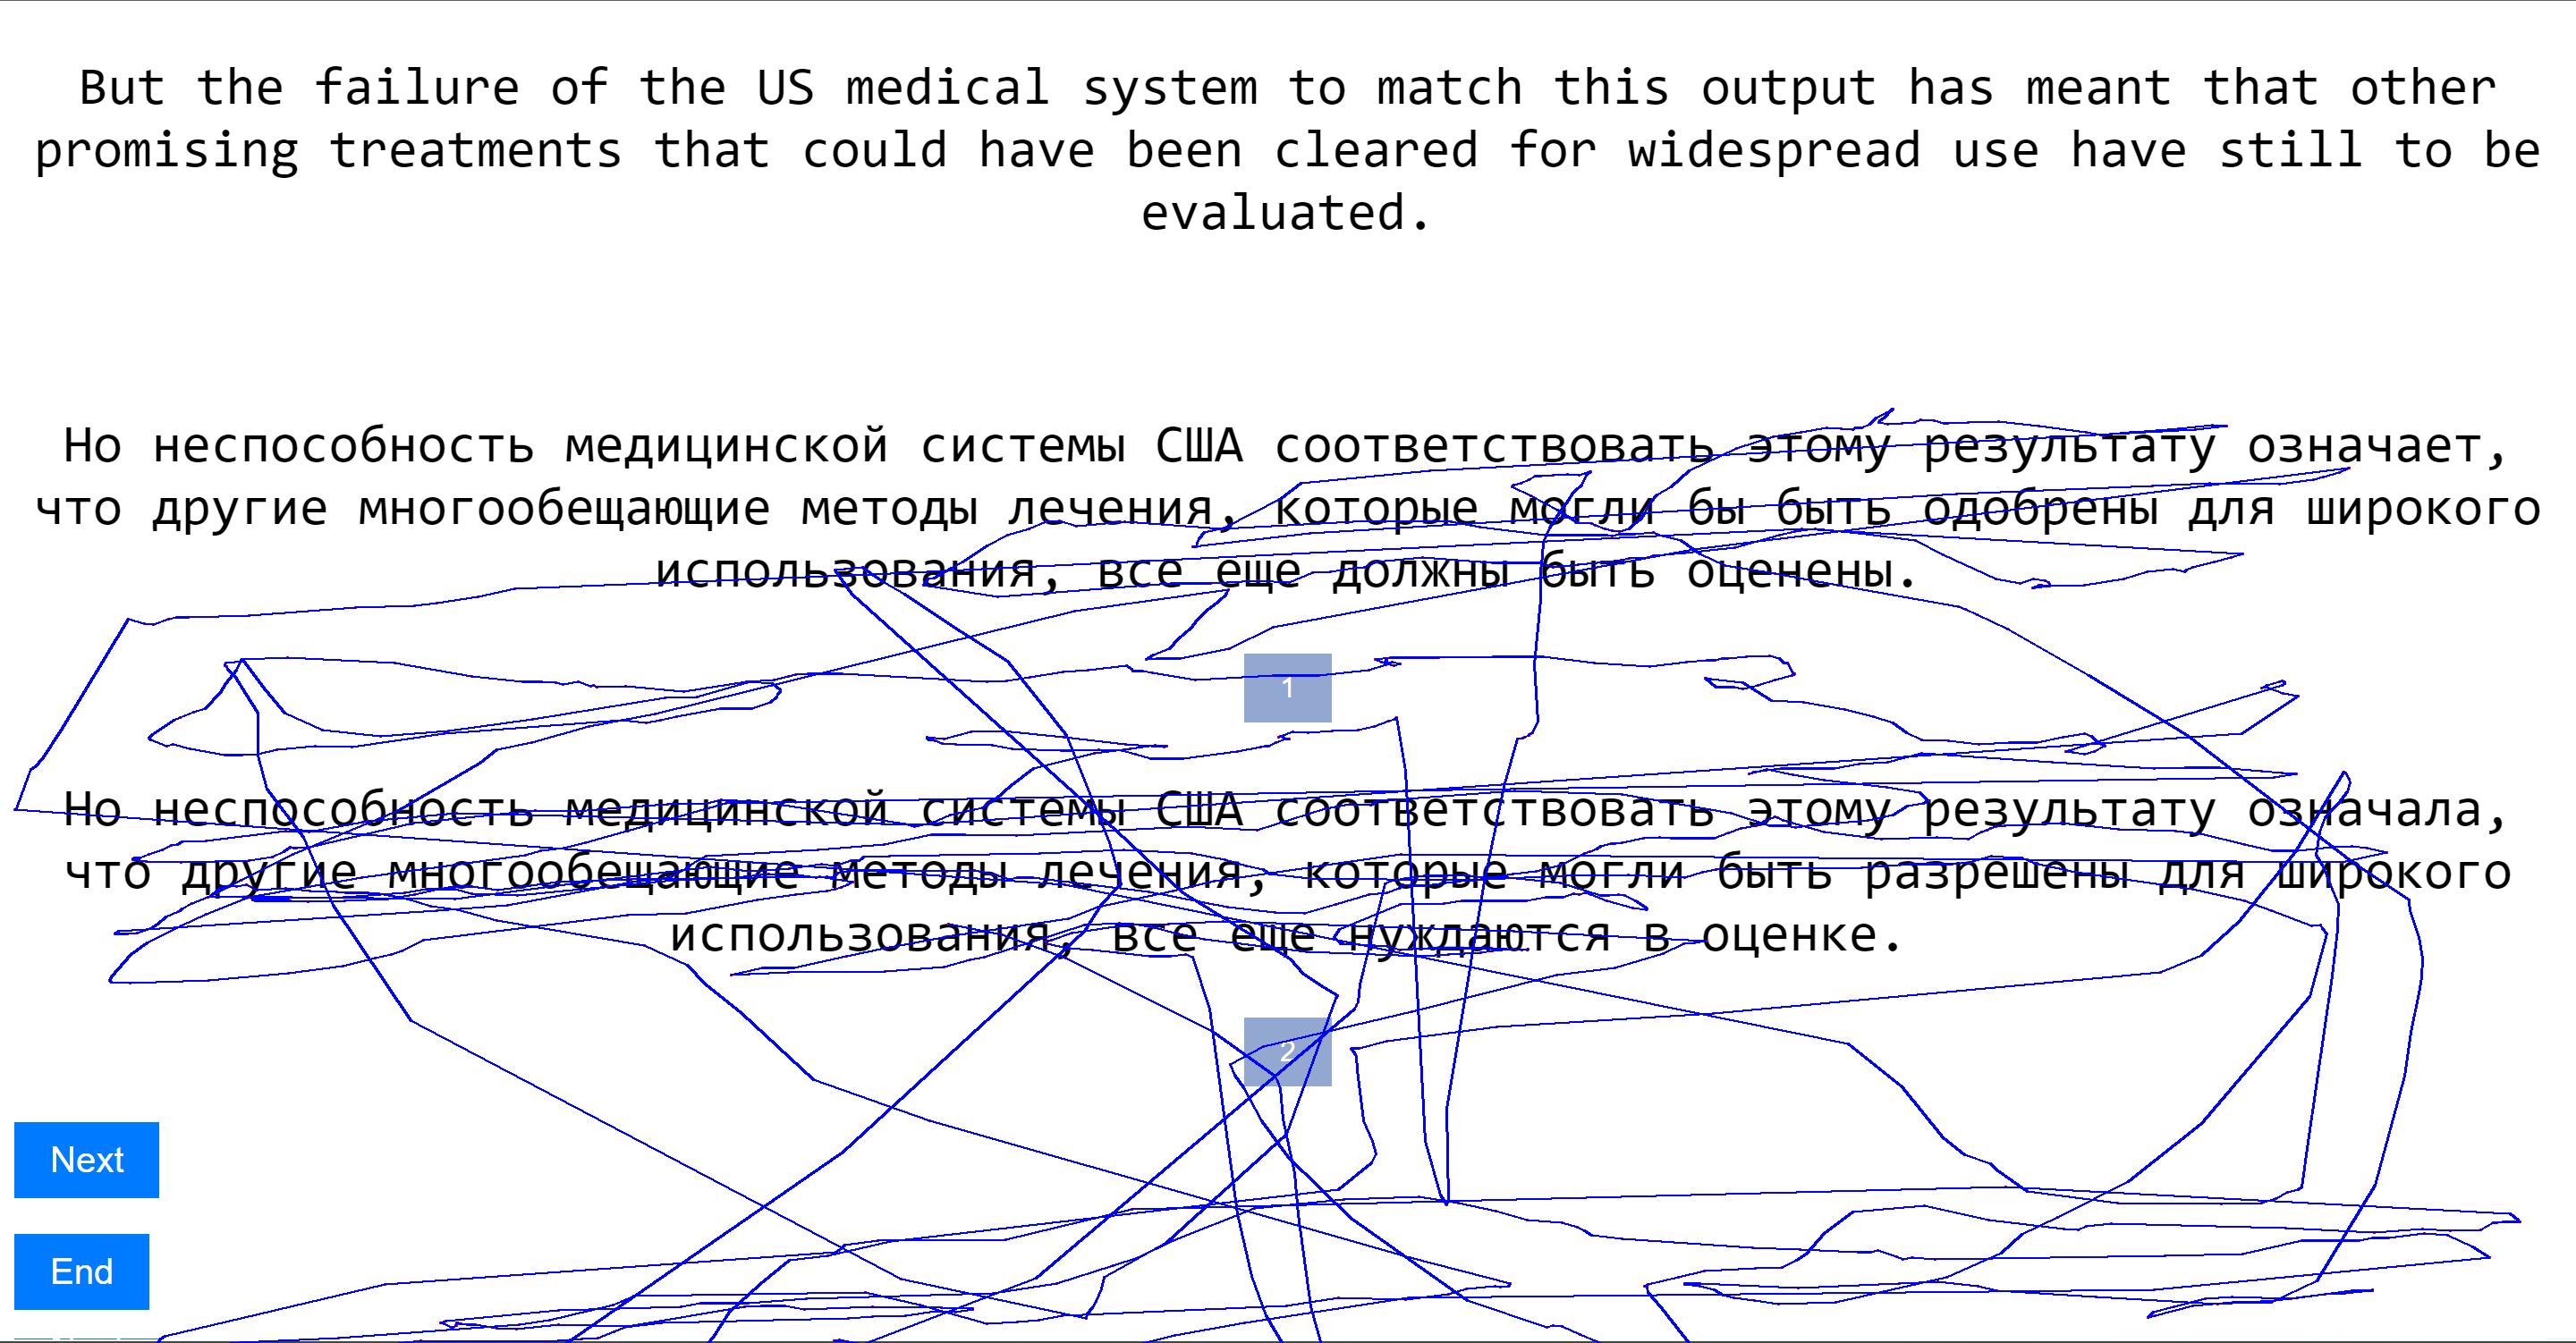 But the failure of the US medical system to match this output has meant that other
promising treatments that could have been cleared for widespread use have still to be
evaluated.
Но неспособность медицинской системы США соответствовать этому результату означает,
что другие многообещающие методы лечения, которые могли бы быть одобрены для широкого
использования, все еще должны быть оценены.
1
Но неспособность медицинской системы США соответствовать этому результату означала,
что другие многообещающие методы лечения, которые могли быть разрешены для широкого
использования, все еще нуждаются в оценке.
2
Next
End